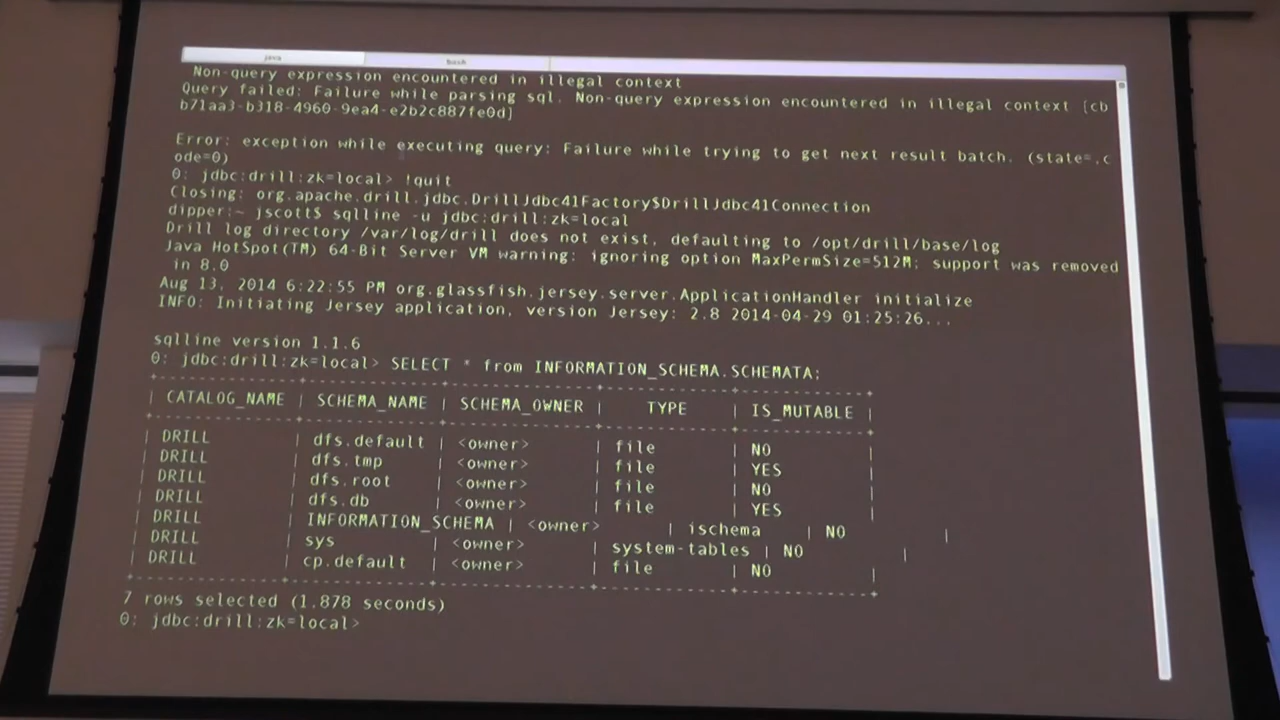 java bash
Non-query expression encountered in illegal context
Query failed: Failure while parsing sql. Non-query expression encountered in illegal context [cb
b71aa3-b318-4960-9ea4-e2b2c887fe0d]
Error: exception while executing query: Failure while trying to get next result batch. (state=,c
ode=0)
0: jdbc:drill:zk=local> !quit
Closing: org.apache.drill.jdbc.DrillJdbc41Factory$DrillJdbc41Connection
dipper:~ jscott$ sqlline -u jdbc:drill:zk=local
Drill log directory /var/log/drill does not exist, defaulting to /opt/drill/base/log
Java HotSpot(TM) 64-Bit Server VM warning: ignoring option MaxPermSize=512M; support was removed
in 8.0
Aug 13, 2014 6:22:55 PM org.glassfish.jersey.server.ApplicationHandler initialize
INFO: Initiating Jersey application, version Jersey: 2.8 2014-04-29 01:25:26...
sqlline version 1.1.6
0: jdbc:drill:zk=local> SELECT * from INFORMATION_SCHEMA.SCHEMATA;
| CATALOG_NAME | SCHEMA_NAME | SCHEMA_OWNER | TYPE | IS_MUTABLE |
| DRILL | dfs.default | <owner> | file | NO |
| DRILL | dfs.tmp | <owner> | file | YES |
| DRILL | dfs.root | <owner> | file | NO |
| DRILL | dfs.db | <owner> | file | YES |
| DRILL | INFORMATION_SCHEMA | <owner> | ischema | NO |
| DRILL | sys | <owner> | system-tables | NO |
| DRILL | cp.default | <owner> | file | NO |
7 rows selected (1.878 seconds)
0: jdbc:drill:zk=local>